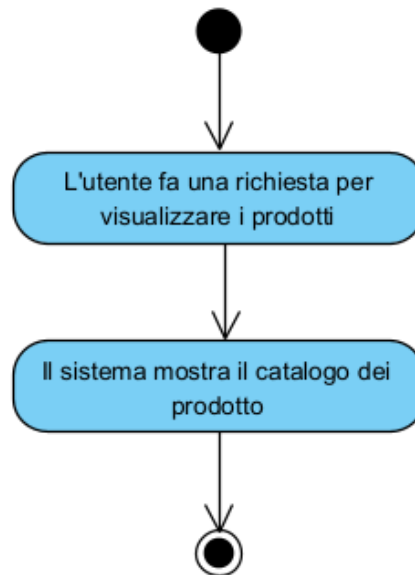 L'utente fa una richiesta per
visualizzare i prodotti
Il sistema mostra il catalogo dei
prodotto